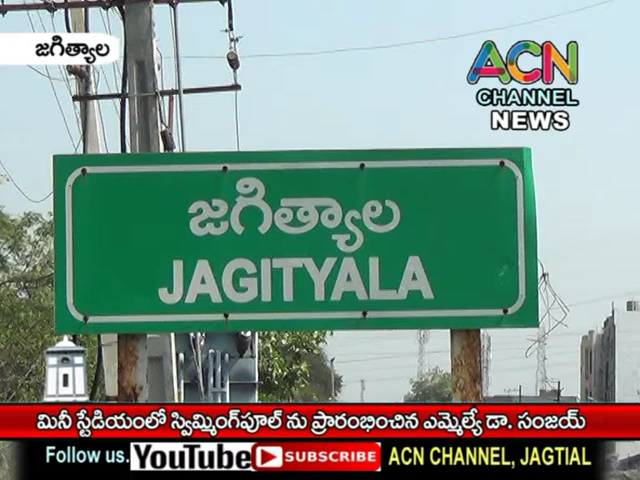 జగిత్యాల
ACN
CHANNEL
NEWS
జగిత్యాల
JAGITYALA
మినీ స్టేడియంలో స్విమ్మింగ్‌పూల్ ను ప్రారంభించిన ఎమ్మెల్యే డా. సంజయ్
Follow us. YouTube SUBSCRIBE ACN CHANNEL, JAGTIAL